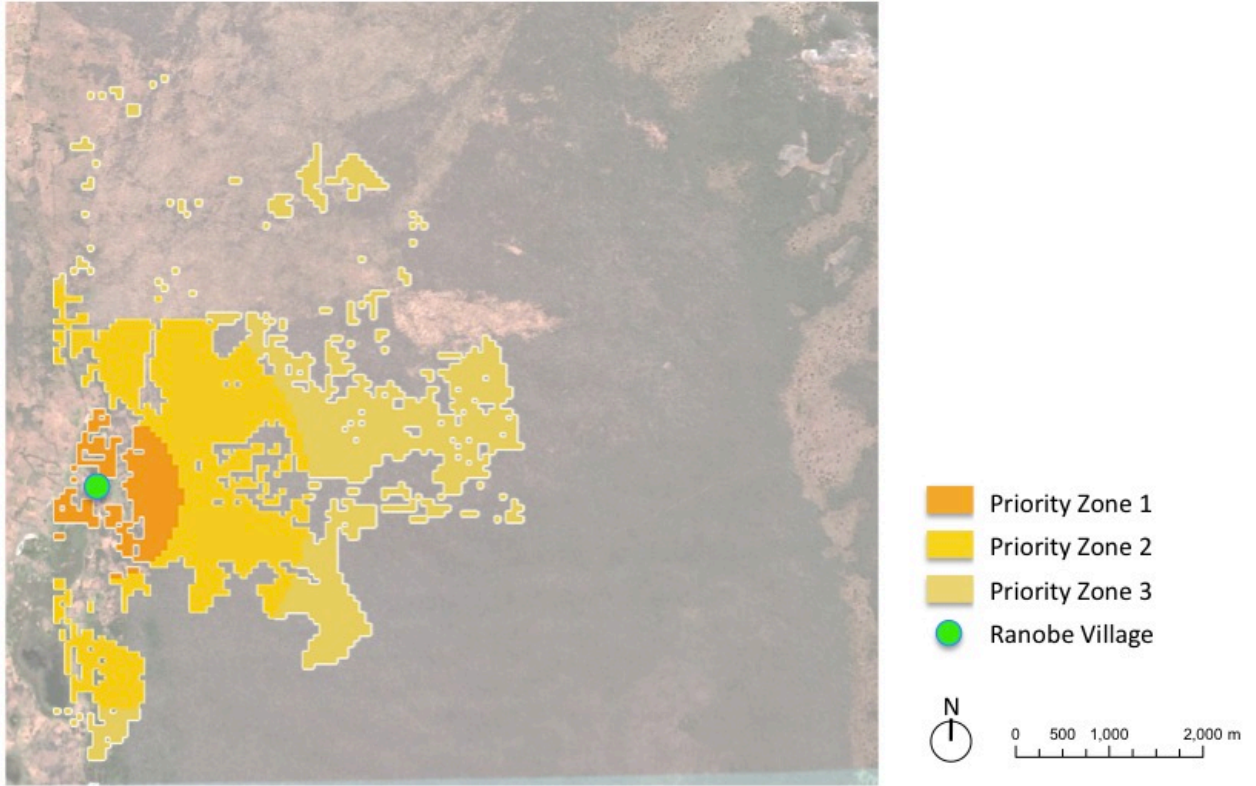 Priority Zone 1
Priority Zone 2
Priority Zone 3
Ranobe Village
N
0 500 1,000 2,000 m